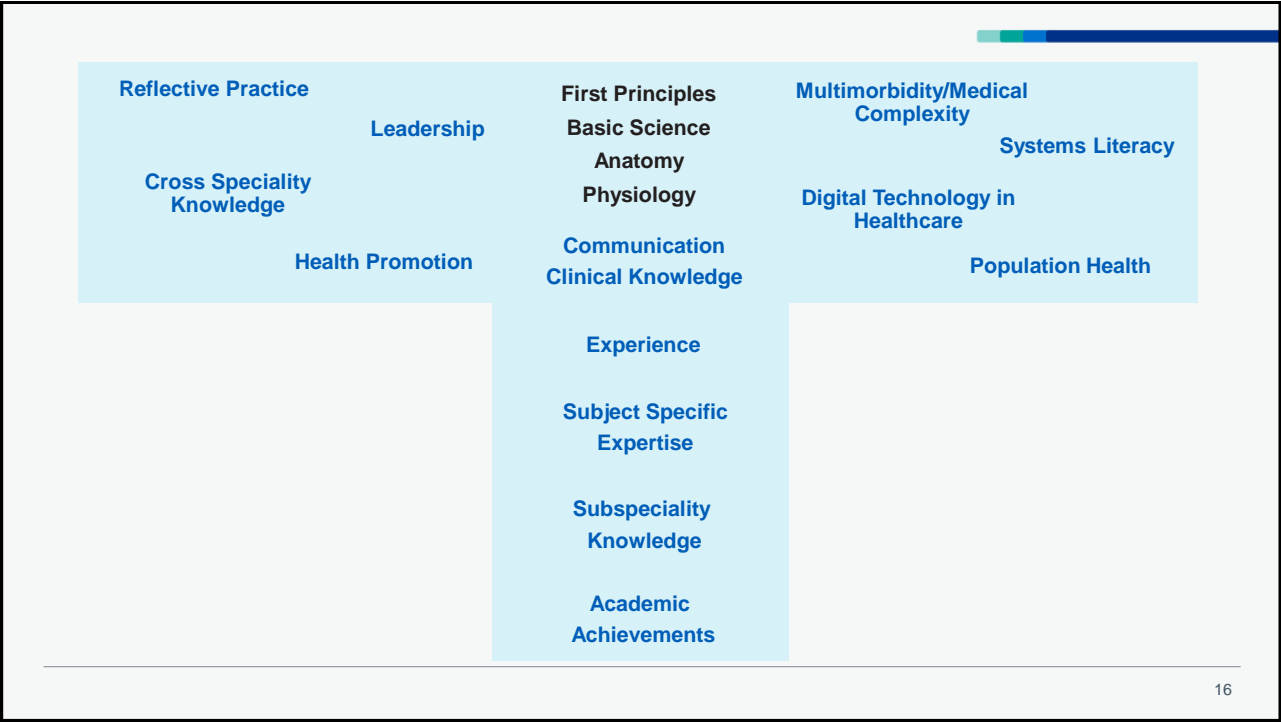 Reflective Practice
Leadership
Cross Speciality
Knowledge
Health Promotion
First Principles
Basic Science
Anatomy
Physiology
Communication
Clinical Knowledge
Experience
Subject Specific
Expertise
Subspeciality
Knowledge
Academic
Achievements
Multimorbidity/Medical
Complexity
Systems Literacy
Digital Technology in
Healthcare
Population Health
16